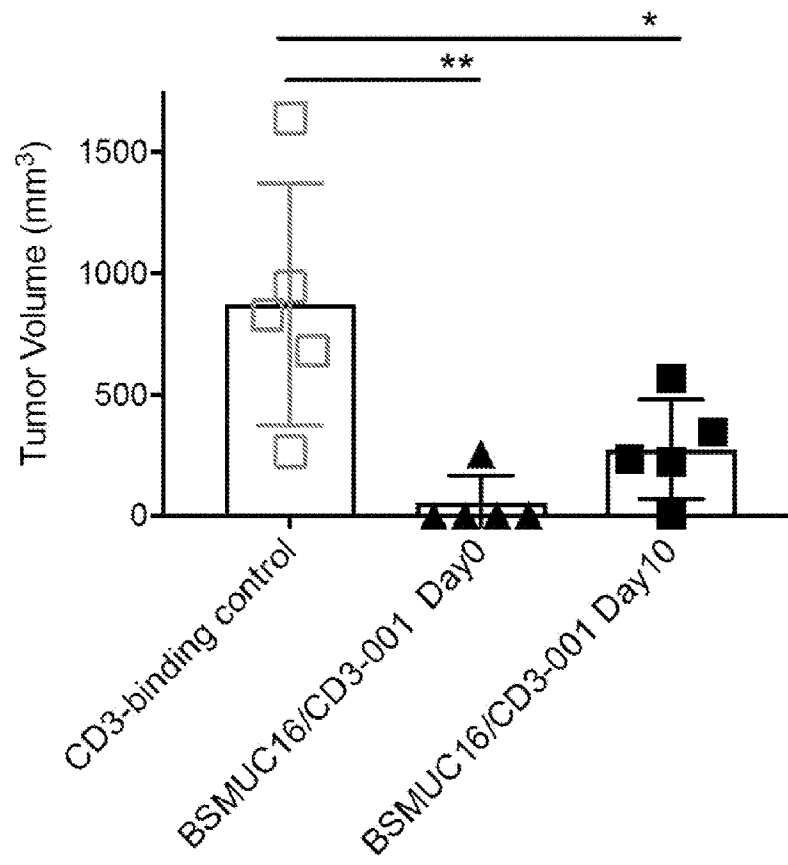 *
**
Tumor Volume (mm³)
1500
1000
500
0
CD3-binding control
BSMUC16/CD3-001 Day0
BSMUC16/CD3-001 Day10